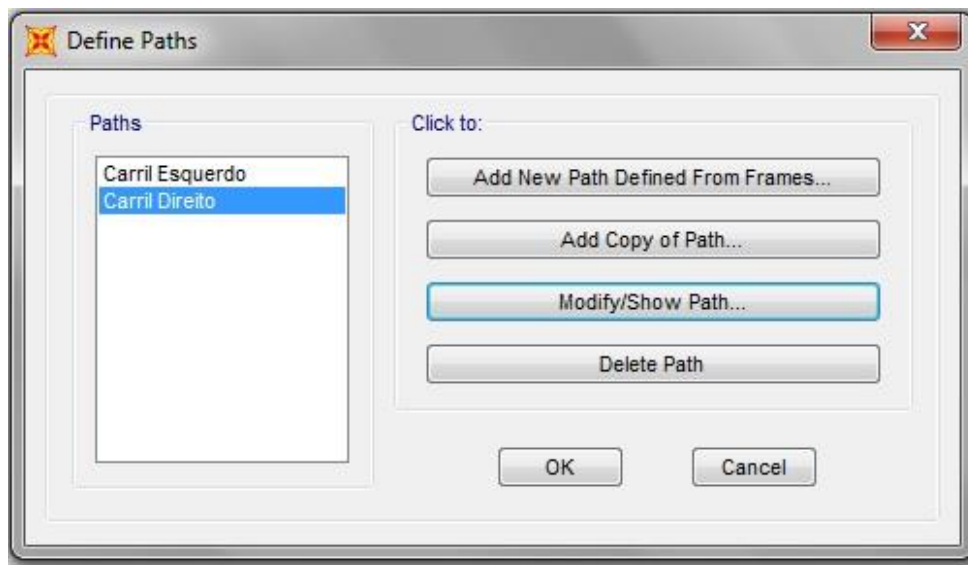 Define Paths
Paths
Carril Esquerdo
Carril Direito
Click to:
Add New Path Defined From Frames...
Add Copy of Path...
Modify/Show Path...
Delete Path
OK
Cancel